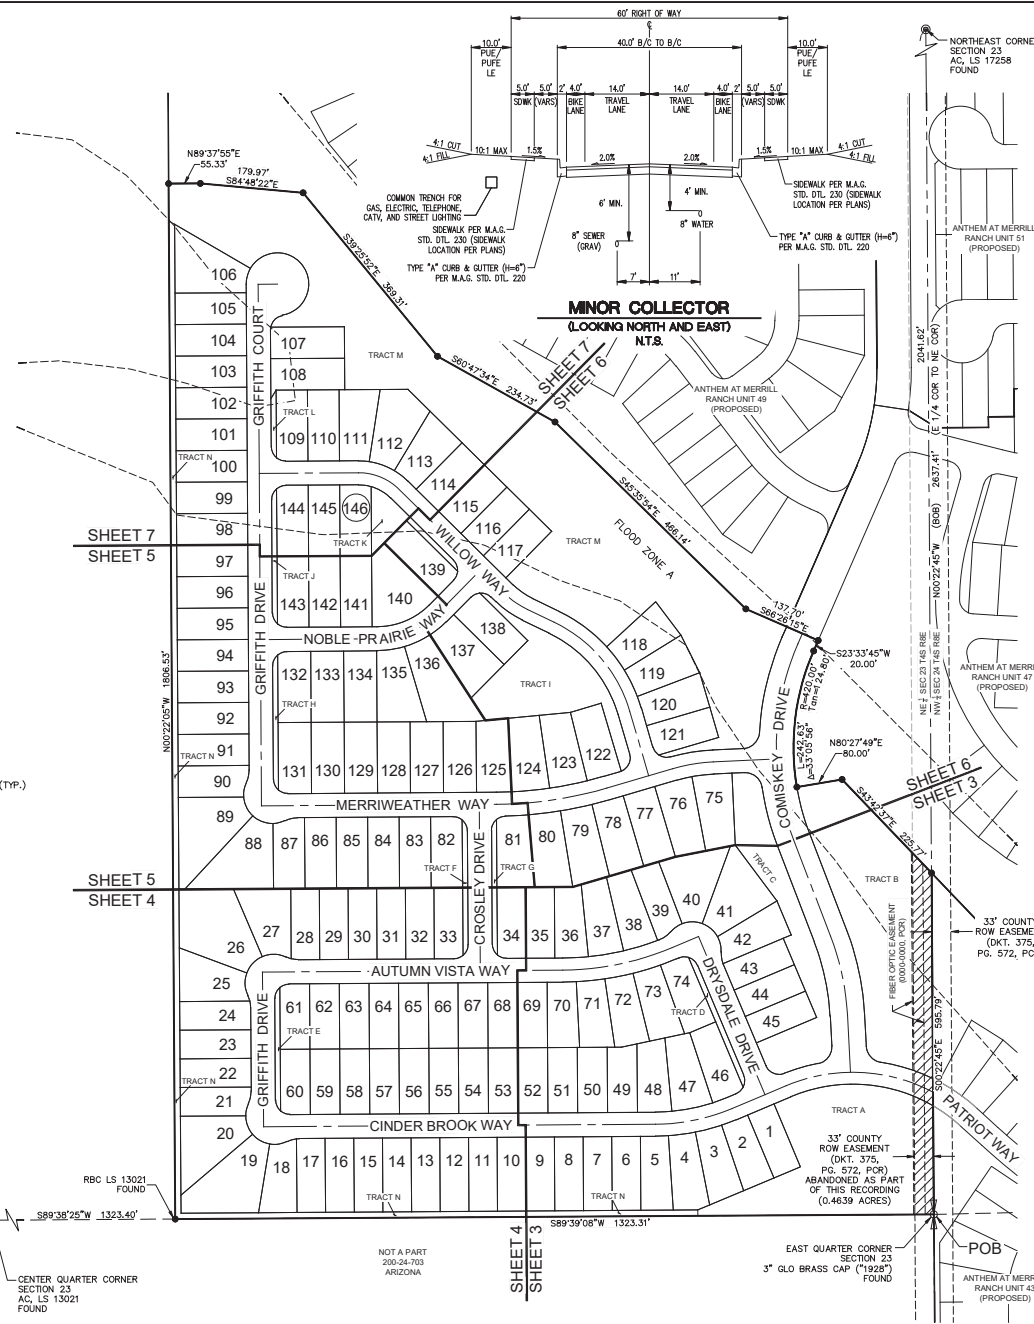 60' RIGHT OF WAY
℄
10.0'
PUE/
PUFE
LE
40.0' B/C TO B/C
10.0'
PUE/
PUFE
LE
5.0' 5.0' 2' 4.0' 14.0' 14.0' 4.0' 2' 5.0' 5.0'
SDWK (VARS) BIKE LANE TRAVEL LANE TRAVEL LANE BIKE LANE (VARS) SDWK
4:1 CUT
4:1 FILL
10:1 MAX
1.5%
2.0%
2.0%
1.5%
10:1 MAX
4:1 CUT
4:1 FILL
COMMON TRENCH FOR
GAS, ELECTRIC, TELEPHONE,
CATV, AND STREET LIGHTING
SIDEWALK PER M.A.G.
STD. DTL. 230 (SIDEWALK
LOCATION PER PLANS)
TYPE "A" CURB & GUTTER (H=6")
PER M.A.G. STD. DTL. 220
6' MIN.
4' MIN.
8" SEWER
(GRAV)
8" WATER
7'
11'
SIDEWALK PER M.A.G.
STD. DTL. 230 (SIDEWALK
LOCATION PER PLANS)
TYPE "A" CURB & GUTTER (H=6")
PER M.A.G. STD. DTL. 220
MINOR COLLECTOR
(LOOKING NORTH AND EAST)
N.T.S.
NORTHEAST CORNE
SECTION 23
AC, LS 17258
FOUND
N89°37'55"E
55.33'
179.97'
S84°48'22"E
S39°25'52"E 369.31'
S60°47'34"E 234.73'
S45°35'54"E 466.14'
137.70'
S66°26'15"E
S23°33'45"W
20.00'
R=420.00'
Tan=124.80'
L=242.63'
Δ=33°05'56"
N80°27'49"E
80.00'
S43°42'37"E 225.77'
S00°22'45"E 595.79'
2041.62'
N00°22'45"W (BOB) 2637.41' (E 1/4 COR TO NE COR)
NE¼ SEC 23 T4S R8E
NW¼ SEC 24 T4S R8E
N00°22'05"W 1806.53'
ANTHEM AT MERRILL
RANCH UNIT 51
(PROPOSED)
ANTHEM AT MERRILL
RANCH UNIT 49
(PROPOSED)
ANTHEM AT MERRI
RANCH UNIT 47
(PROPOSED)
SHEET 7
SHEET 6
SHEET 7
SHEET 5
SHEET 6
SHEET 3
SHEET 5
SHEET 4
SHEET 4
SHEET 3
FLOOD ZONE A
TRACT M
TRACT M
TRACT L
TRACT N
TRACT K
TRACT J
TRACT I
TRACT H
TRACT N
TRACT F
TRACT G
TRACT C
TRACT B
TRACT E
TRACT D
TRACT N
TRACT A
TRACT N
TRACT N
GRIFFITH COURT
GRIFFITH DRIVE
WILLOW WAY
NOBLE PRAIRIE WAY
MERRIWEATHER WAY
COMISKEY DRIVE
CROSLEY DRIVE
AUTUMN VISTA WAY
DRYSDALE DRIVE
GRIFFITH DRIVE
CINDER BROOK WAY
PATRIOT WAY
106
105
104
103
102
101
100
99
98
97
96
95
94
93
92
91
90
89
107
108
109 110 111 112 113 114 115 116 117
144 145 146
143 142 141 140 139
138 137 136 135 134 133 132
118
119
120
121
131 130 129 128 127 126 125 124 123 122
88 87 86 85 84 83 82 81 80 79 78 77 76 75
26 27 28 29 30 31 32 33 34 35 36 37 38 39 40 41 42 43 44 45
25
24
23
22
21
20
61 62 63 64 65 66 67 68 69 70 71 72 73 74
60 59 58 57 56 55 54 53 52 51 50 49 48 47 46
19 18 17 16 15 14 13 12 11 10 9 8 7 6 5 4 3 2 1
(TYP.)
FIBER OPTIC EASEMENT
(0000-0000, PCR)
33' COUNTY
ROW EASEME
(DKT. 375,
PG. 572, PC
33' COUNTY
ROW EASEMENT
(DKT. 375,
PG. 572, PCR)
ABANDONED AS PART
OF THIS RECORDING
(0.4639 ACRES)
RBC LS 13021
FOUND
S89°38'25"W 1323.40'
S89°39'08"W 1323.31'
CENTER QUARTER CORNER
SECTION 23
AC, LS 13021
FOUND
NOT A PART
200-24-703
ARIZONA
EAST QUARTER CORNER
SECTION 23
3" GLO BRASS CAP ("1928")
FOUND
POB
ANTHEM AT MERR
RANCH UNIT 43
(PROPOSED)